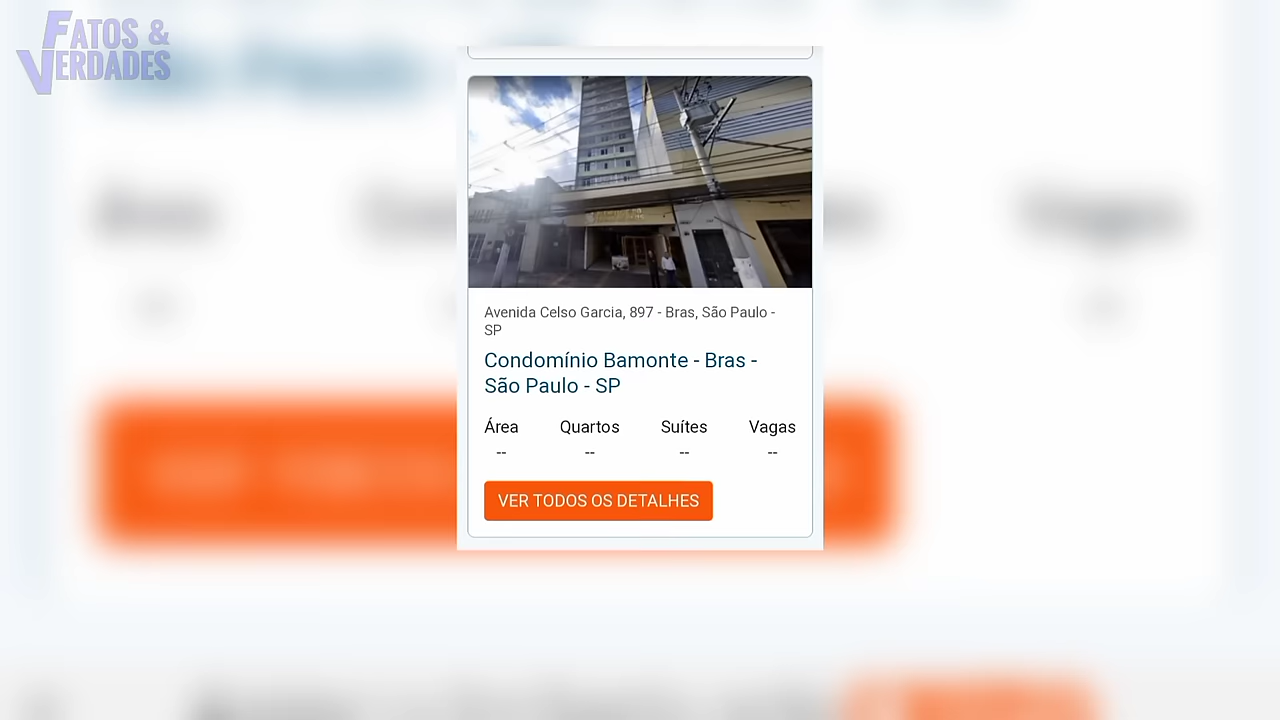 FATOS &
VERDADES
Avenida Celso Garcia, 897 - Bras, São Paulo -
SP
Condomínio Bamonte - Bras -
São Paulo - SP
Área Quartos Suítes Vagas
-- -- -- --
VER TODOS OS DETALHES